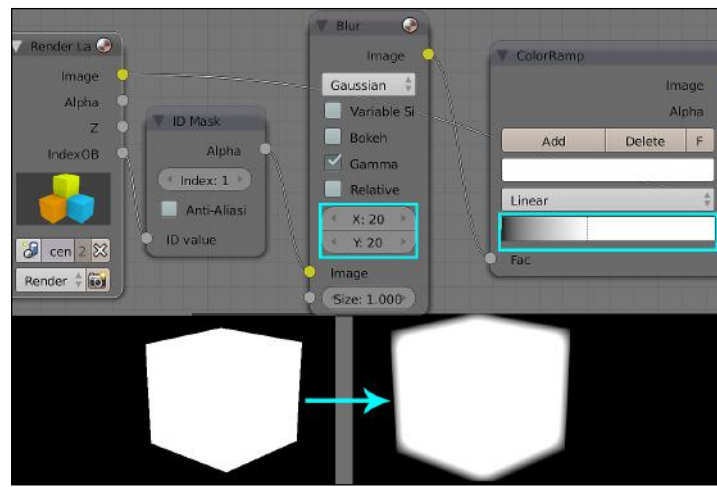 Render La
Image
Alpha
Z
IndexOB
cen 2
Render
ID Mask
Alpha
Index: 1
Anti-Aliasi
ID value
Blur
Image
Gaussian
Variable Si
Bokeh
Gamma
Relative
X: 20
Y: 20
Image
Size: 1.000
ColorRamp
Image
Alpha
Add Delete F
Linear
Fac